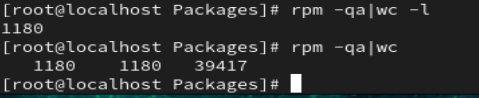 [root@localhost Packages]# rpm -qa|wc -l
1180
[root@localhost Packages]# rpm -qa|wc
   1180    1180   39417
[root@localhost Packages]#